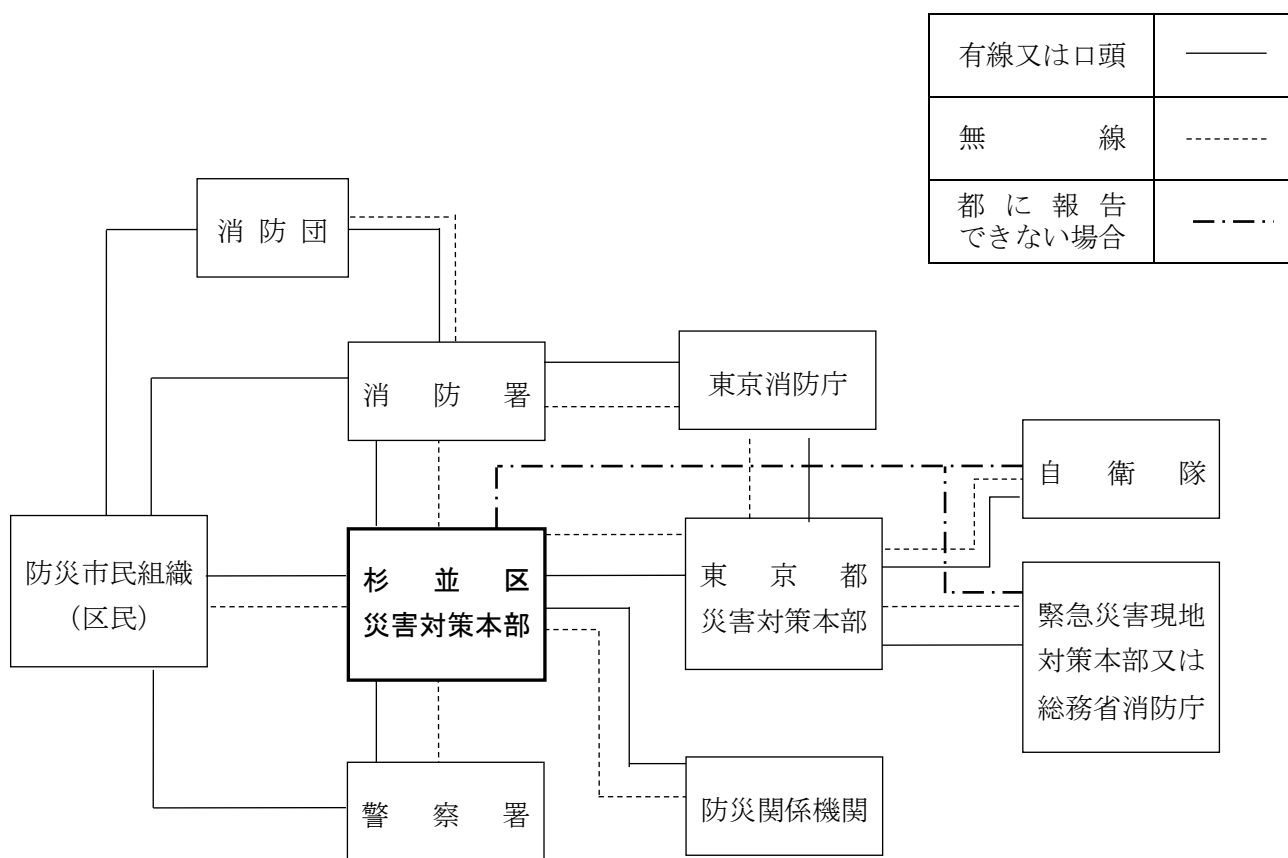 有線又は口頭
無線
都に報告
できない場合
消防団
消防署
東京消防庁
自衛隊
防災市民組織
(区民)
杉並区
災害対策本部
東京都
災害対策本部
緊急災害現地
対策本部又は
総務省消防庁
警察署
防災関係機関